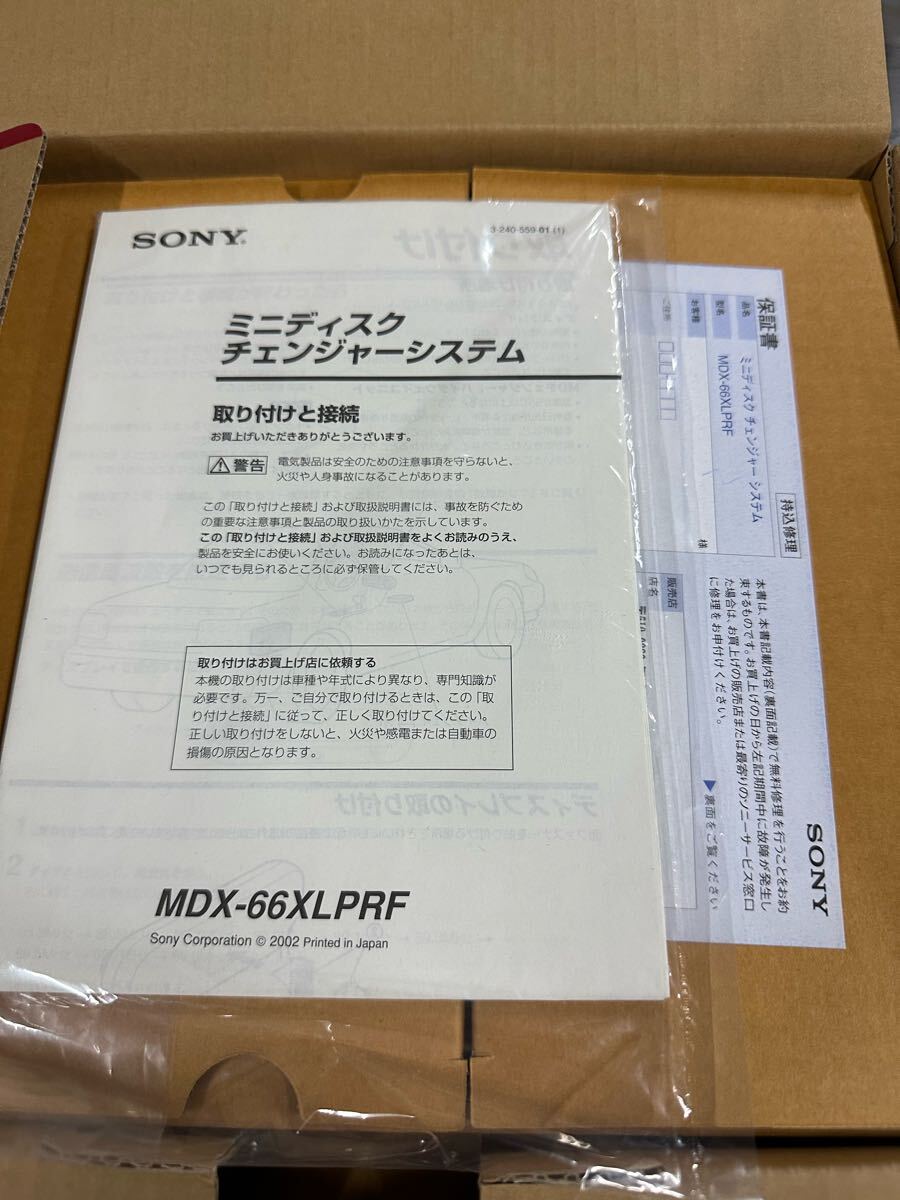 SONY®
3-240-559-01 (1)
ミニディスク
チェンジャーシステム
取り付けと接続
お買上げいただきありがとうございます。
警告
電気製品は安全のための注意事項を守らないと、
火災や人身事故になることがあります。
この「取り付けと接続」および取扱説明書には、事故を防ぐため
の重要な注意事項と製品の取り扱いかたを示しています。
この「取り付けと接続」および取扱説明書をよくお読みのうえ、
製品を安全にお使いください。お読みになったあとは、
いつでも見られるところに必ず保管してください。
取り付けはお買上げ店に依頼する
本機の取り付けは車種や年式により異なり、専門知識が
必要です。万一、ご自分で取り付けるときは、この「取
り付けと接続」に従って、正しく取り付けてください。
正しい取り付けをしないと、火災や感電または自動車の
損傷の原因となります。
MDX-66XLPRF
Sony Corporation © 2002 Printed in Japan
保証書
持込修理
品名
ミニディスク チェンジャー システム
型名
MDX-66XLPRF
お客様
様
ご住所
販売店
店名
本書は、本書記載内容(裏面記載)で無料修理を行うことをお約
束するものです。お買上げの日から左記期間中に故障が発生し
た場合は、お買上げの販売店または最寄りのソニーサービス窓口
に修理をお申付けください。
▶裏面をご覧ください
SONY